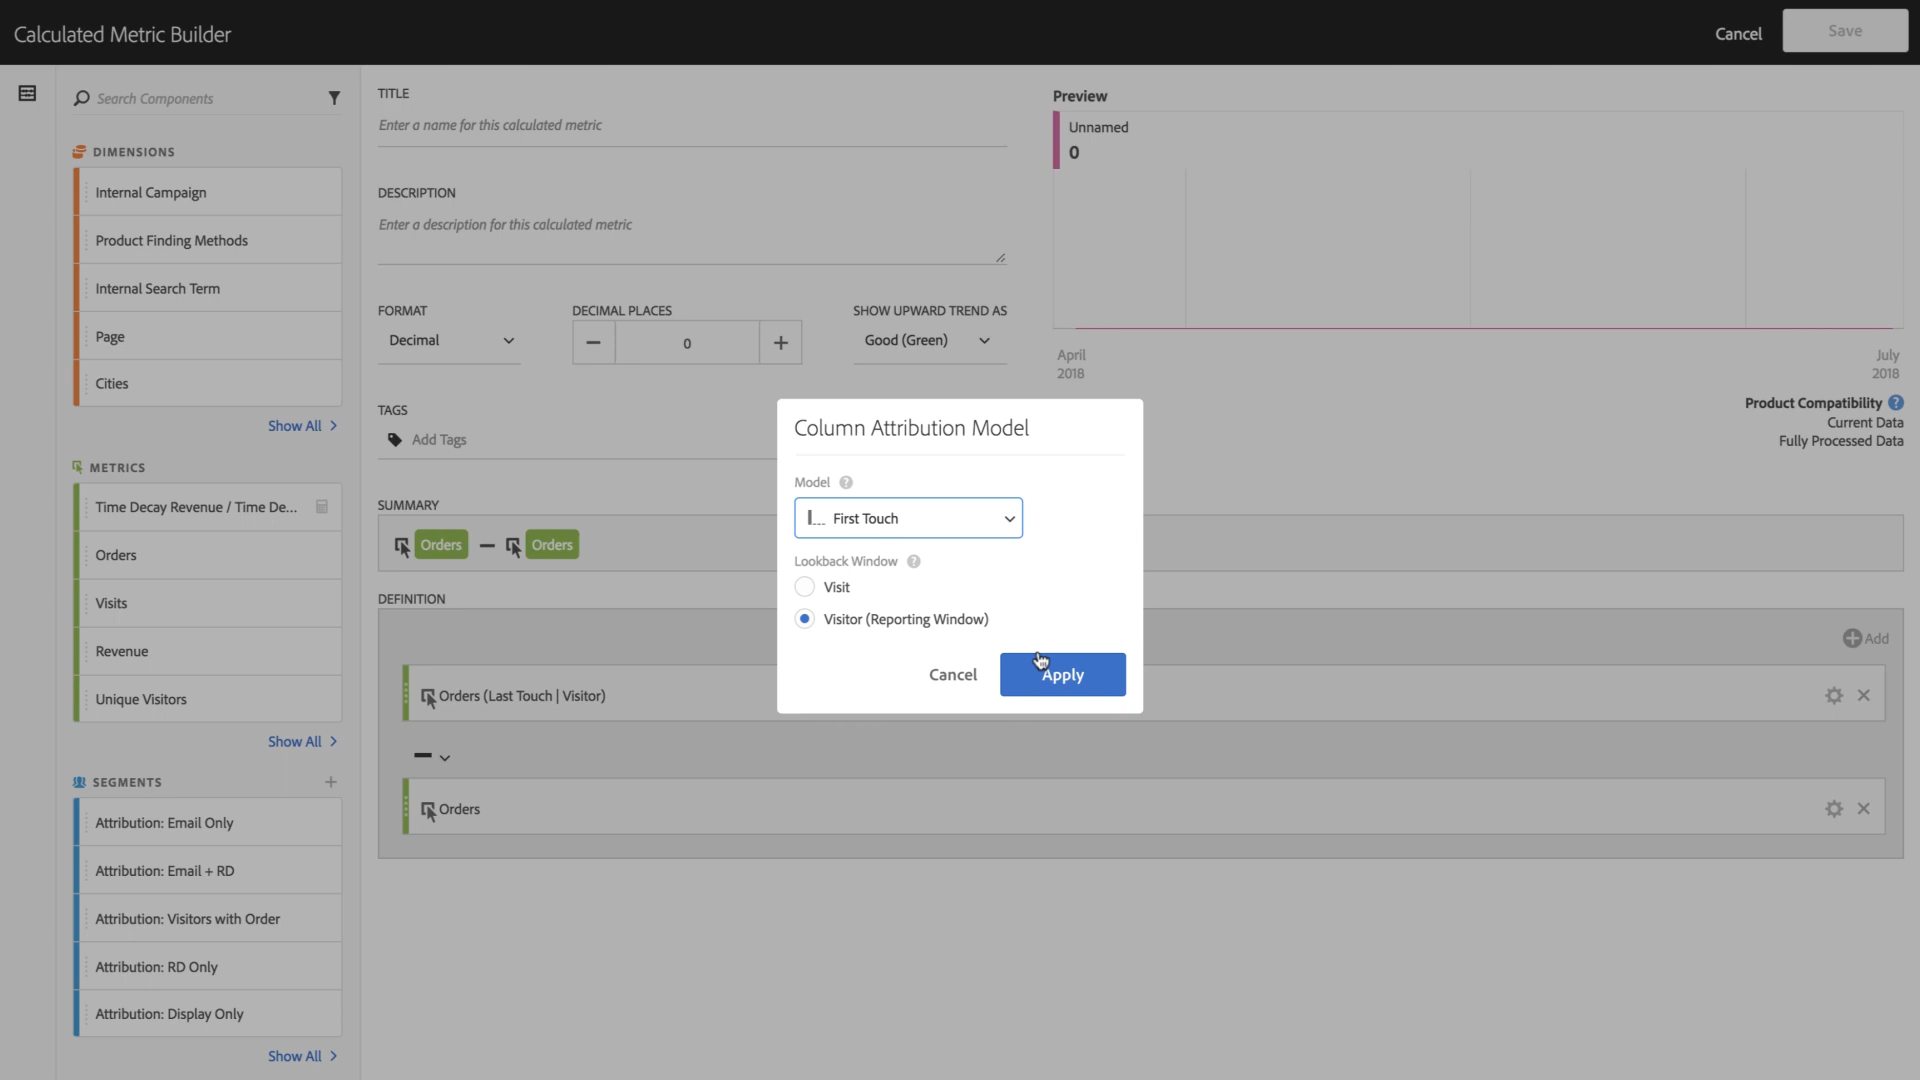 Calculated Metric Builder
Cancel
Save
Search Components
DIMENSIONS
Internal Campaign
Product Finding Methods
Internal Search Term
Page
Cities
Show All
METRICS
Time Decay Revenue / Time De...
Orders
Visits
Revenue
Unique Visitors
Show All
SEGMENTS
Attribution: Email Only
Attribution: Email + RD
Attribution: Visitors with Order
Attribution: RD Only
Attribution: Display Only
Show All
TITLE
Enter a name for this calculated metric
DESCRIPTION
Enter a description for this calculated metric
FORMAT
Decimal
DECIMAL PLACES
0
SHOW UPWARD TREND AS
Good (Green)
TAGS
Add Tags
SUMMARY
Orders — Orders
DEFINITION
Add
Orders (Last Touch | Visitor)
Orders
Preview
Unnamed
0
April
2018
July
2018
Product Compatibility ?
Current Data
Fully Processed Data
Column Attribution Model
Model ?
First Touch
Lookback Window ?
Visit
Visitor (Reporting Window)
Cancel
Apply